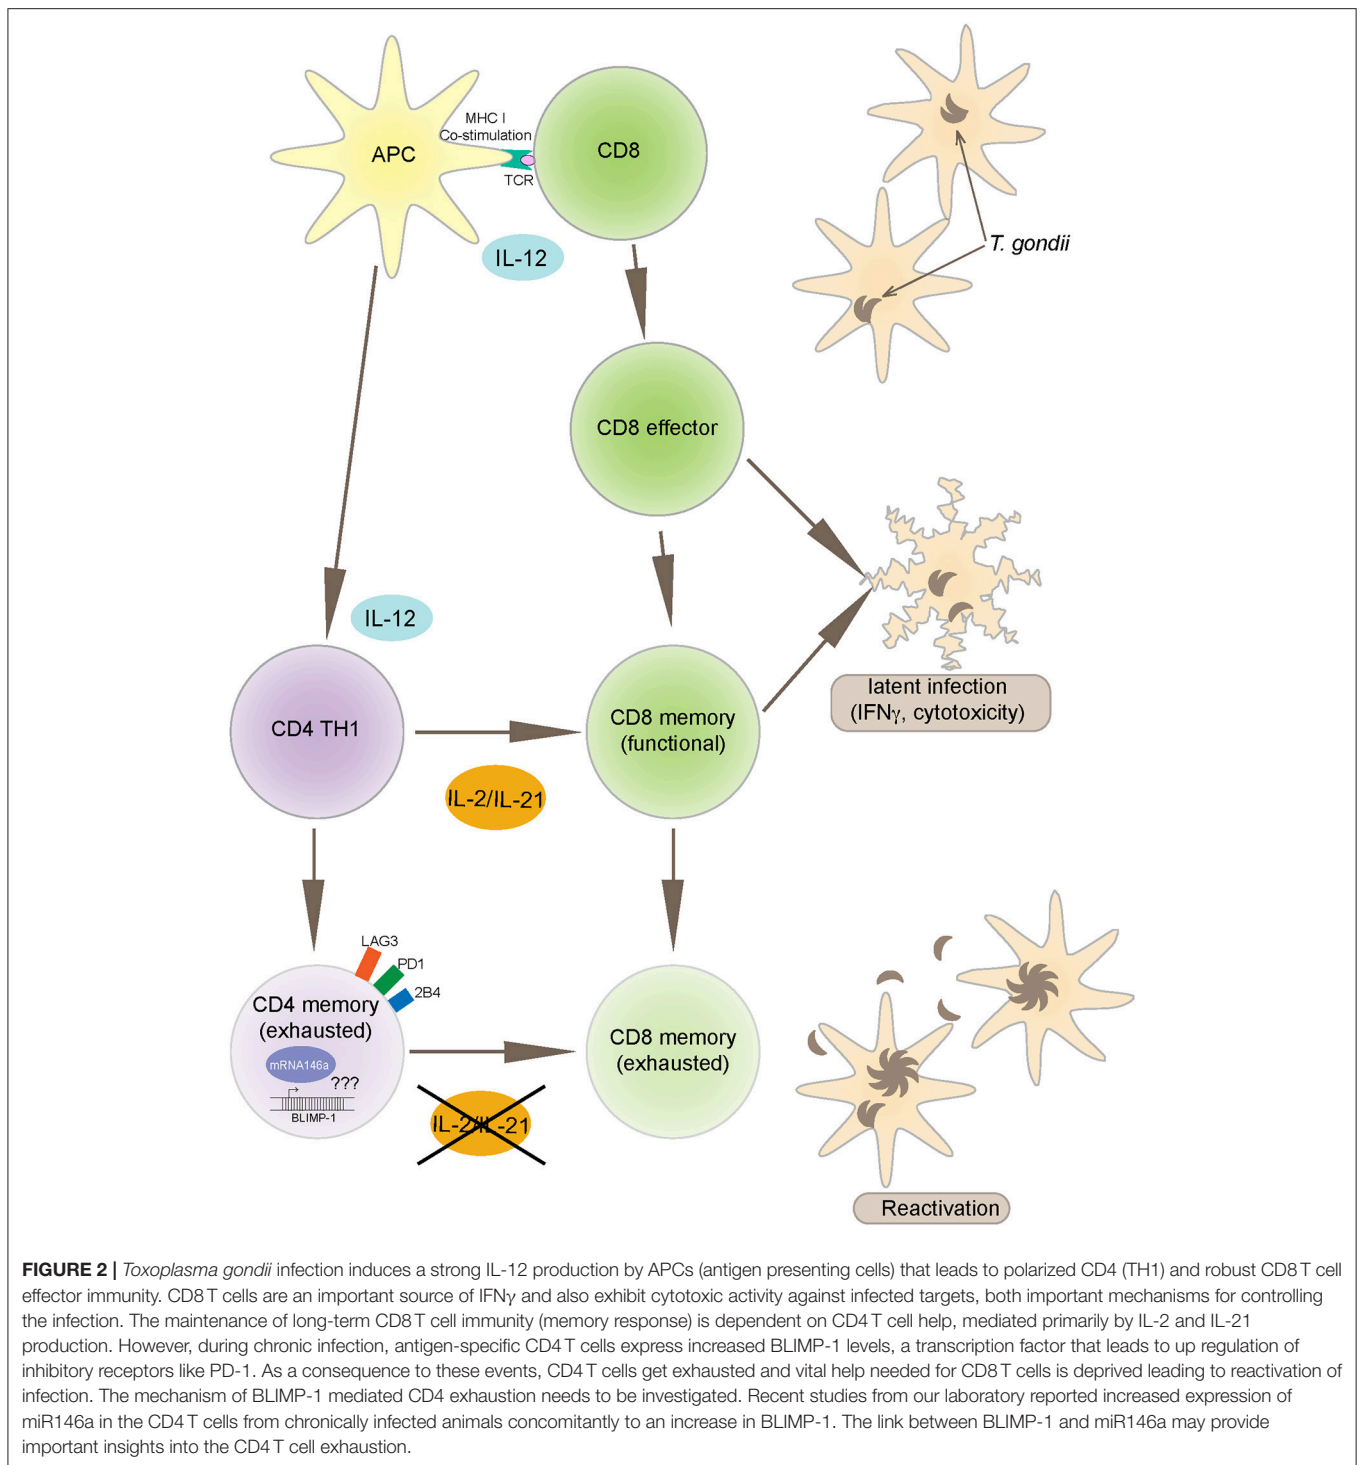 MHC I
Co-stimulation
APC
CD8
TCR
IL-12
T. gondii
CD8 effector
IL-12
latent infection
(IFNγ, cytotoxicity)
CD4 TH1
CD8 memory
(functional)
IL-2/IL-21
LAG3
PD1
2B4
CD4 memory
(exhausted)
mRNA146a
???
BLIMP-1
CD8 memory
(exhausted)
IL-2/IL-21
Reactivation
FIGURE 2 | Toxoplasma gondii infection induces a strong IL-12 production by APCs (antigen presenting cells) that leads to polarized CD4 (TH1) and robust CD8 T cell
effector immunity. CD8 T cells are an important source of IFNγ and also exhibit cytotoxic activity against infected targets, both important mechanisms for controlling
the infection. The maintenance of long-term CD8 T cell immunity (memory response) is dependent on CD4 T cell help, mediated primarily by IL-2 and IL-21
production. However, during chronic infection, antigen-specific CD4 T cells express increased BLIMP-1 levels, a transcription factor that leads to up regulation of
inhibitory receptors like PD-1. As a consequence to these events, CD4 T cells get exhausted and vital help needed for CD8 T cells is deprived leading to reactivation of
infection. The mechanism of BLIMP-1 mediated CD4 exhaustion needs to be investigated. Recent studies from our laboratory reported increased expression of
miR146a in the CD4 T cells from chronically infected animals concomitantly to an increase in BLIMP-1. The link between BLIMP-1 and miR146a may provide
important insights into the CD4 T cell exhaustion.